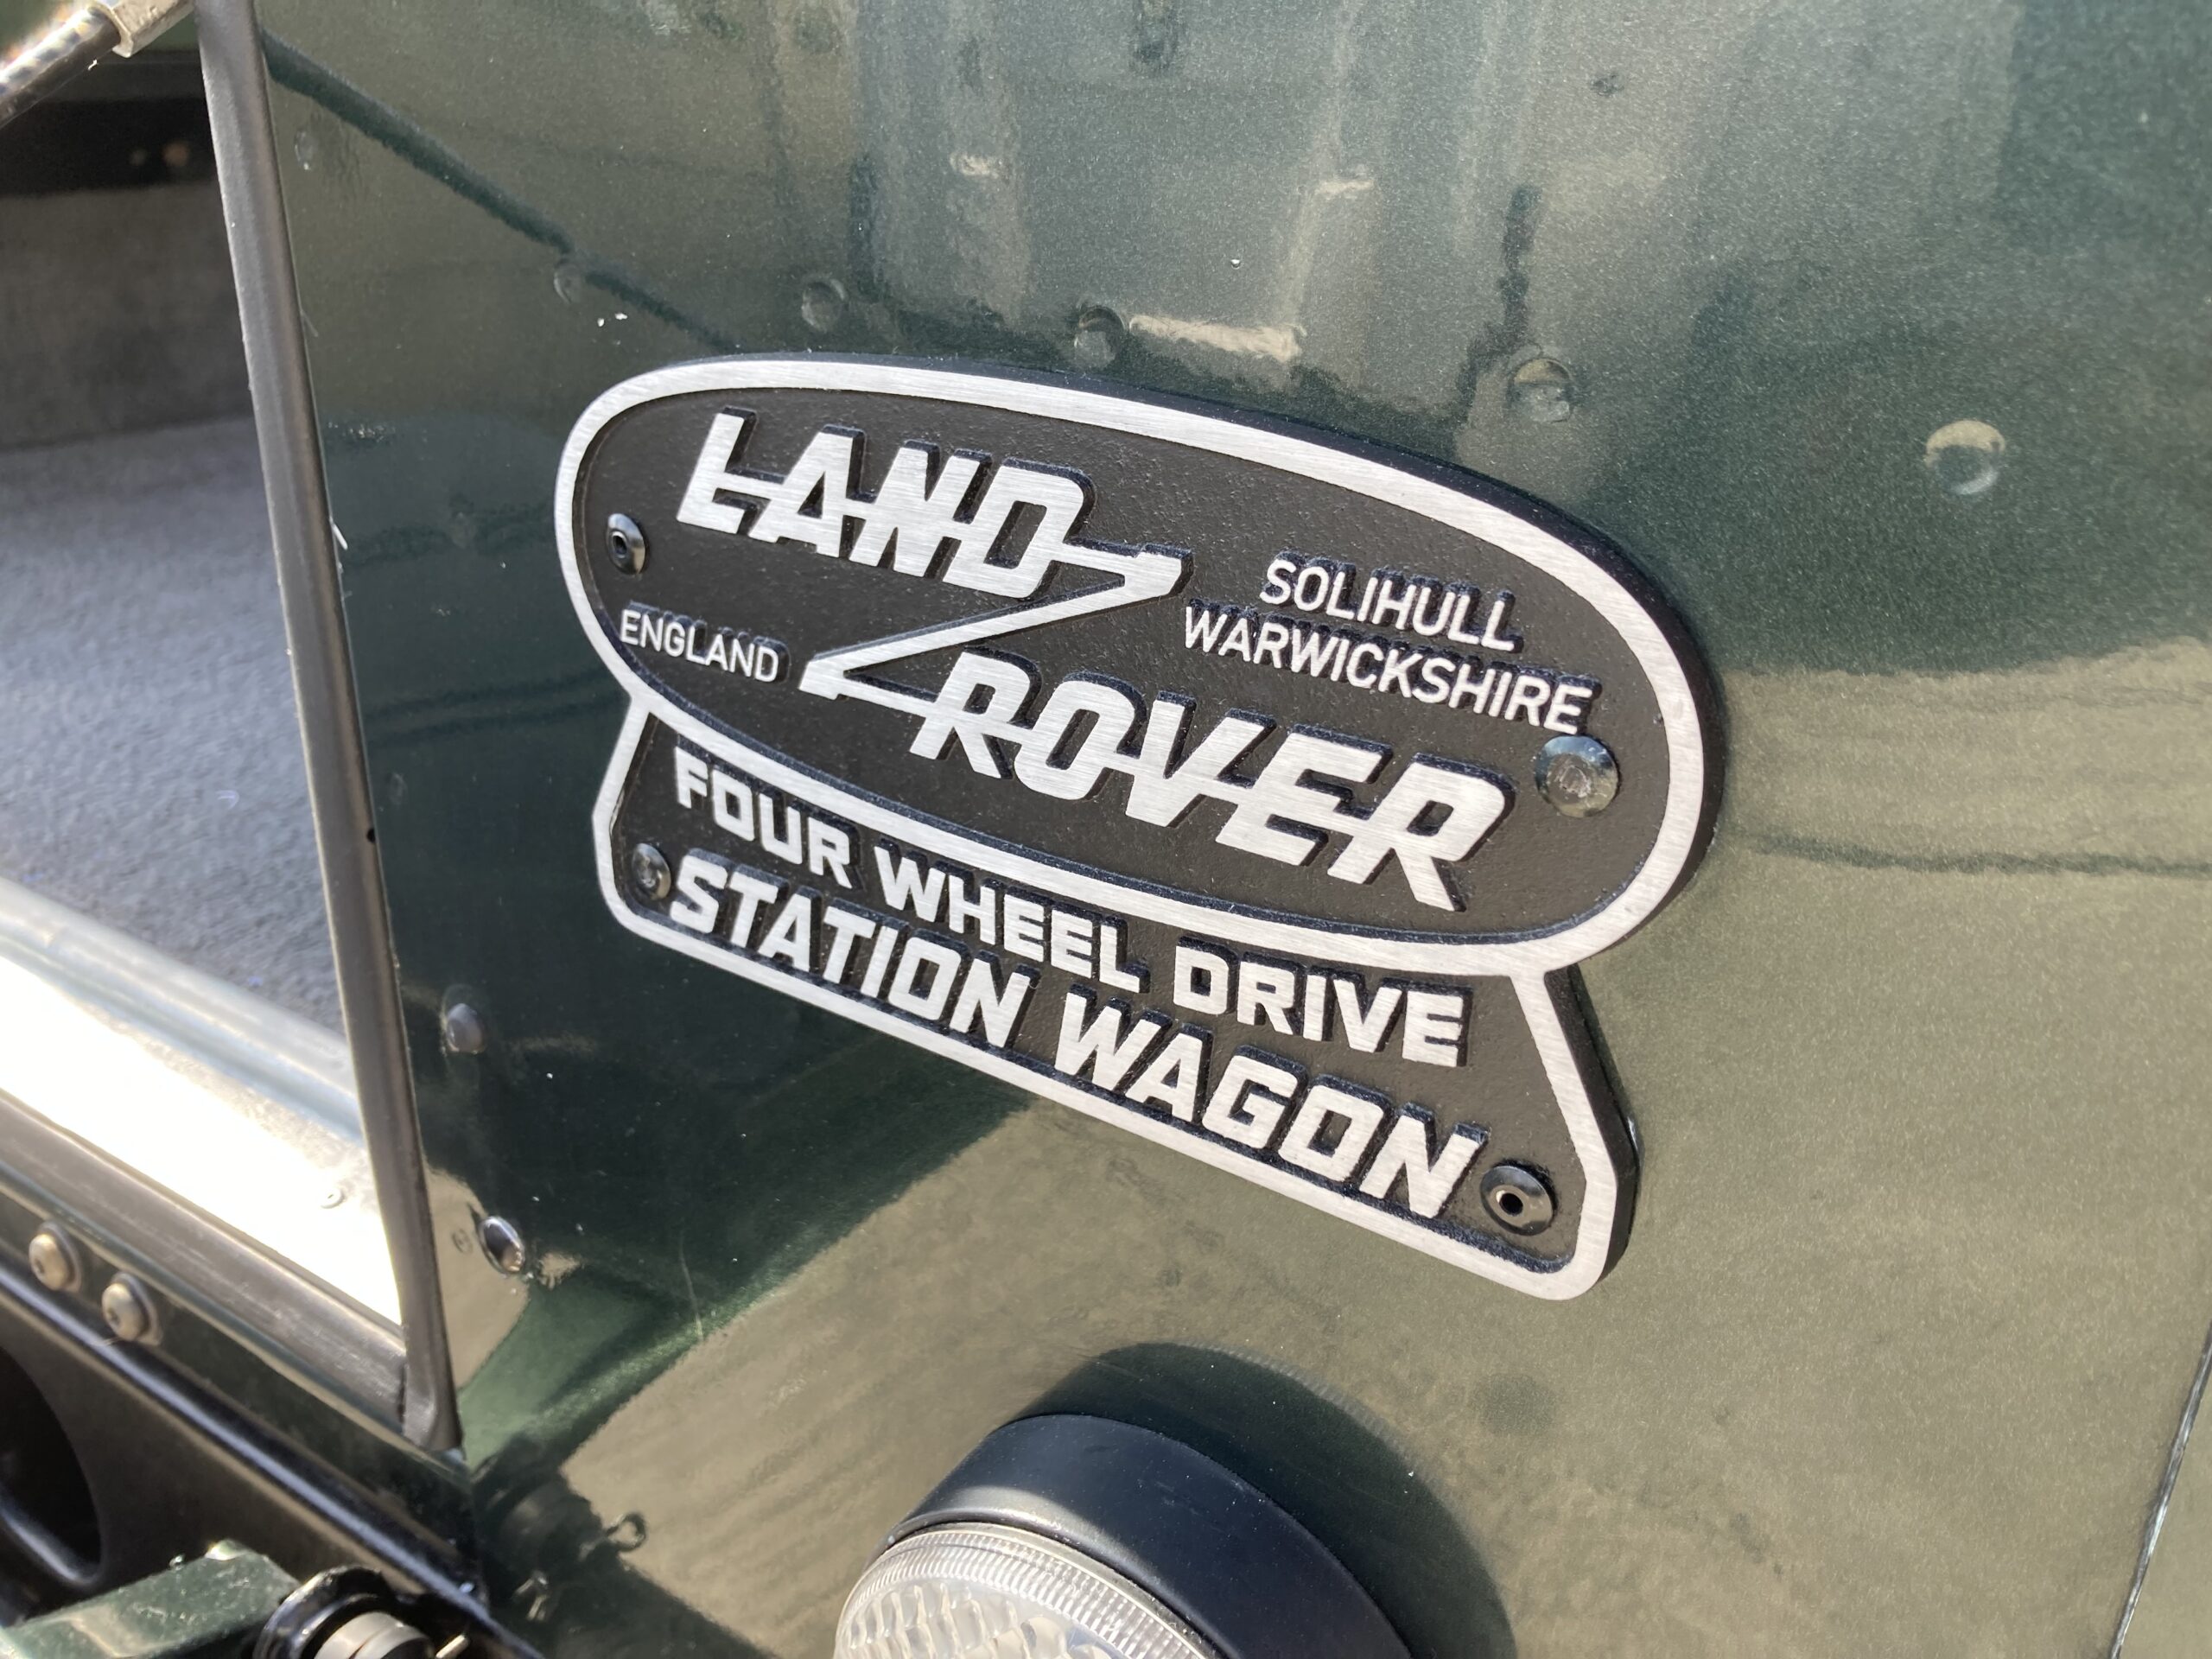 LAND
SOLIHULL
WARWICKSHIRE
ENGLAND
ROVER
FOUR WHEEL DRIVE
STATION WAGON